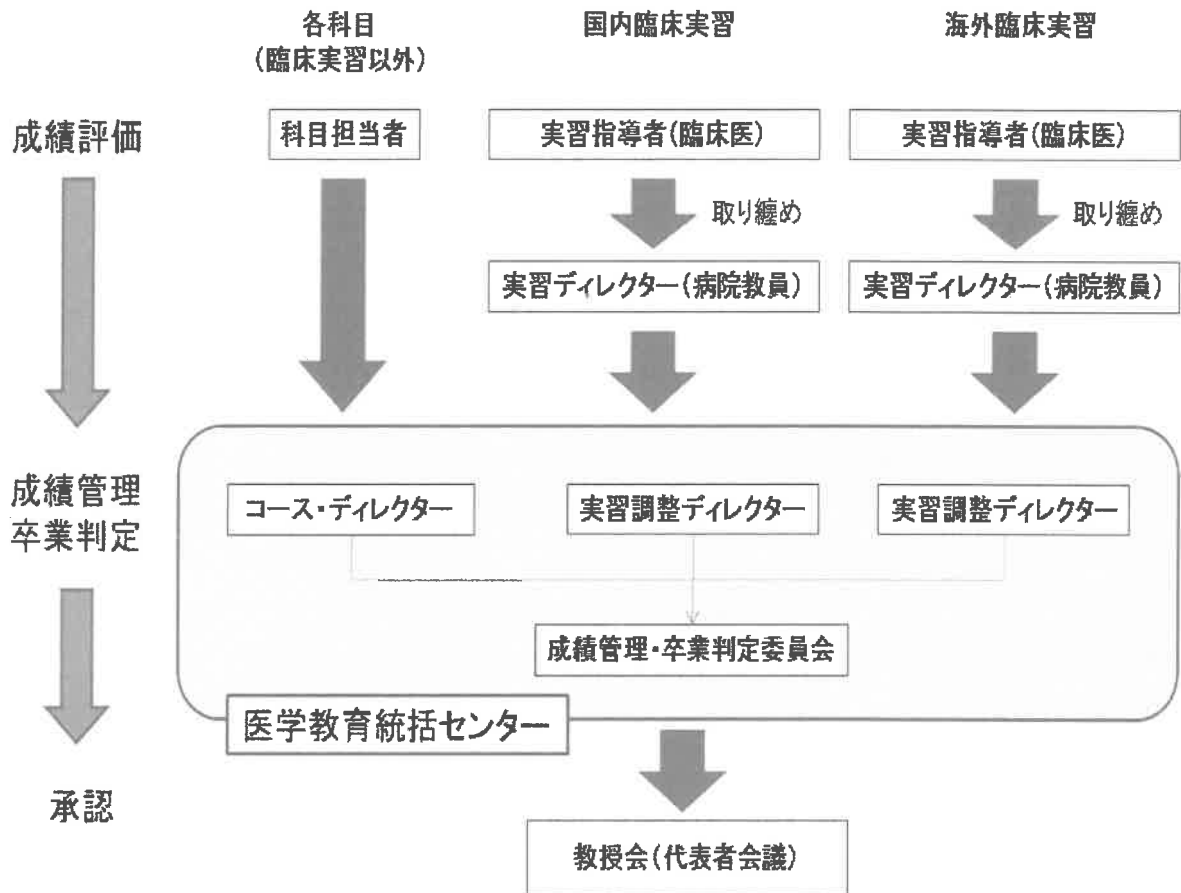 各科目
(臨床実習以外)
国内臨床実習
海外臨床実習
成績評価
科目担当者
実習指導者(臨床医)
実習指導者(臨床医)
取り纏め
取り纏め
実習ディレクター(病院教員)
実習ディレクター(病院教員)
成績管理
卒業判定
コース・ディレクター
実習調整ディレクター
実習調整ディレクター
成績管理・卒業判定委員会
医学教育統括センター
承認
教授会(代表者会議)